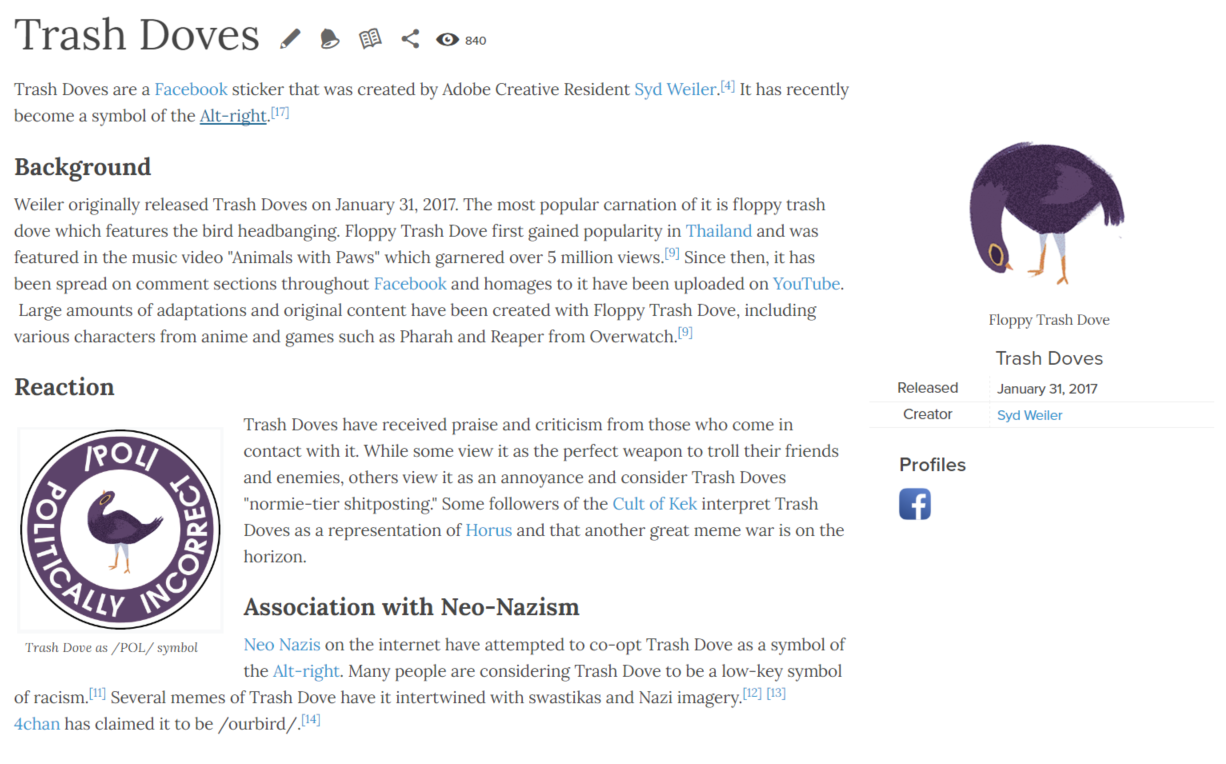 Trash Doves 840
Trash Doves are a Facebook sticker that was created by Adobe Creative Resident Syd Weiler.[4] It has recently
become a symbol of the Alt-right.[17]
Background
Weiler originally released Trash Doves on January 31, 2017. The most popular carnation of it is floppy trash
dove which features the bird headbanging. Floppy Trash Dove first gained popularity in Thailand and was
featured in the music video "Animals with Paws" which garnered over 5 million views.[9] Since then, it has
been spread on comment sections throughout Facebook and homages to it have been uploaded on YouTube.
Large amounts of adaptations and original content have been created with Floppy Trash Dove, including
various characters from anime and games such as Pharah and Reaper from Overwatch.[9]
Reaction
/POL/
POLITICALLY INCORRECT
Trash Dove as /POL/ symbol
Trash Doves have received praise and criticism from those who come in
contact with it. While some view it as the perfect weapon to troll their friends
and enemies, others view it as an annoyance and consider Trash Doves
"normie-tier shitposting." Some followers of the Cult of Kek interpret Trash
Doves as a representation of Horus and that another great meme war is on the
horizon.
Association with Neo-Nazism
Neo Nazis on the internet have attempted to co-opt Trash Dove as a symbol of
the Alt-right. Many people are considering Trash Dove to be a low-key symbol
of racism.[11] Several memes of Trash Dove have it intertwined with swastikas and Nazi imagery.[12] [13]
4chan has claimed it to be /ourbird/.[14]
Floppy Trash Dove
Trash Doves
Released January 31, 2017
Creator Syd Weiler
Profiles
f